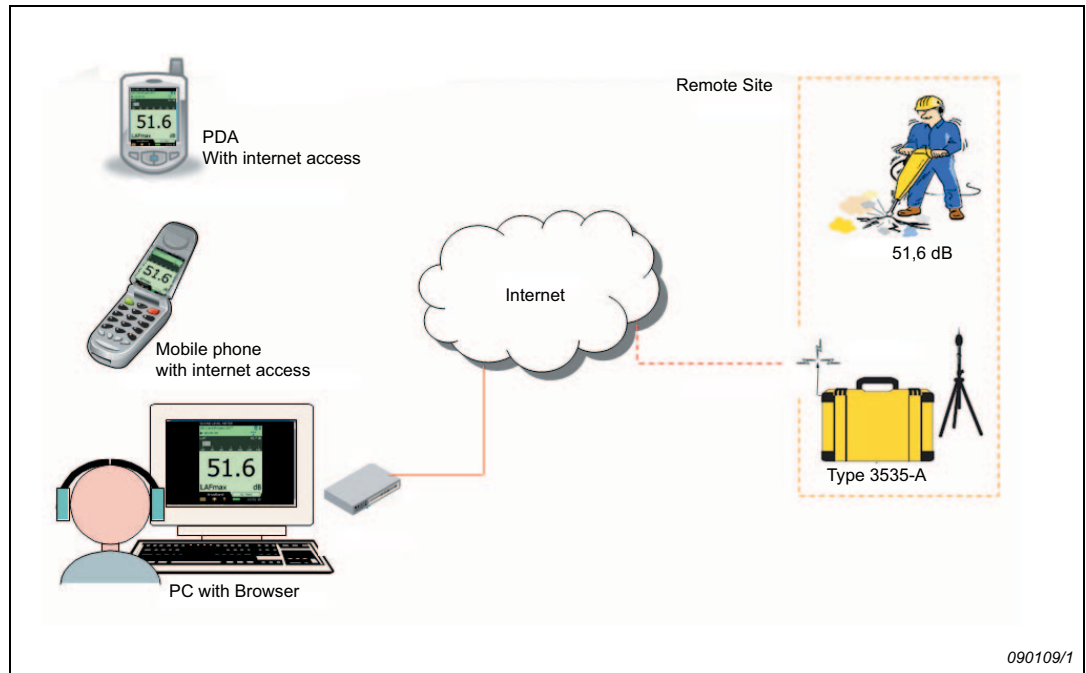 51.6
LAFmax dB
PDA
With internet access
51.6
Mobile phone
with internet access
51.6
LAFmax dB
PC with Browser
Internet
Remote Site
51,6 dB
Type 3535-A
090109/1